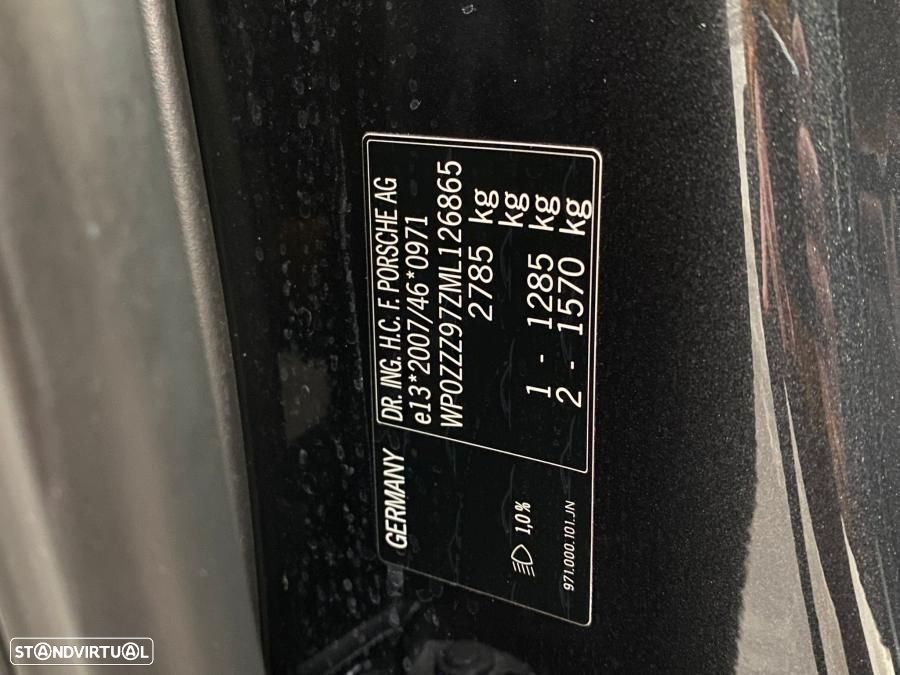 GERMANY
DR. ING. H.C. F. PORSCHE AG
e13*2007/46*0971
WP0ZZZ97ZML126865
2785 kg
kg
1 - 1285 kg
2 - 1570 kg
1,0%
971.000.101.JN
STANDVIRTUAL